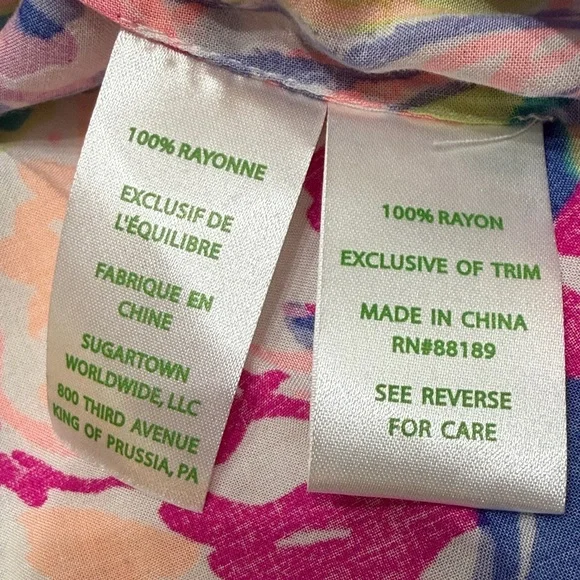 100% RAYONNE
EXCLUSIF DE
L'ÉQUILIBRE
FABRIQUE EN
CHINE
SUGARTOWN
WORLDWIDE, LLC
800 THIRD AVENUE
KING OF PRUSSIA, PA
100% RAYON
EXCLUSIVE OF TRIM
MADE IN CHINA
RN#88189
SEE REVERSE
FOR CARE